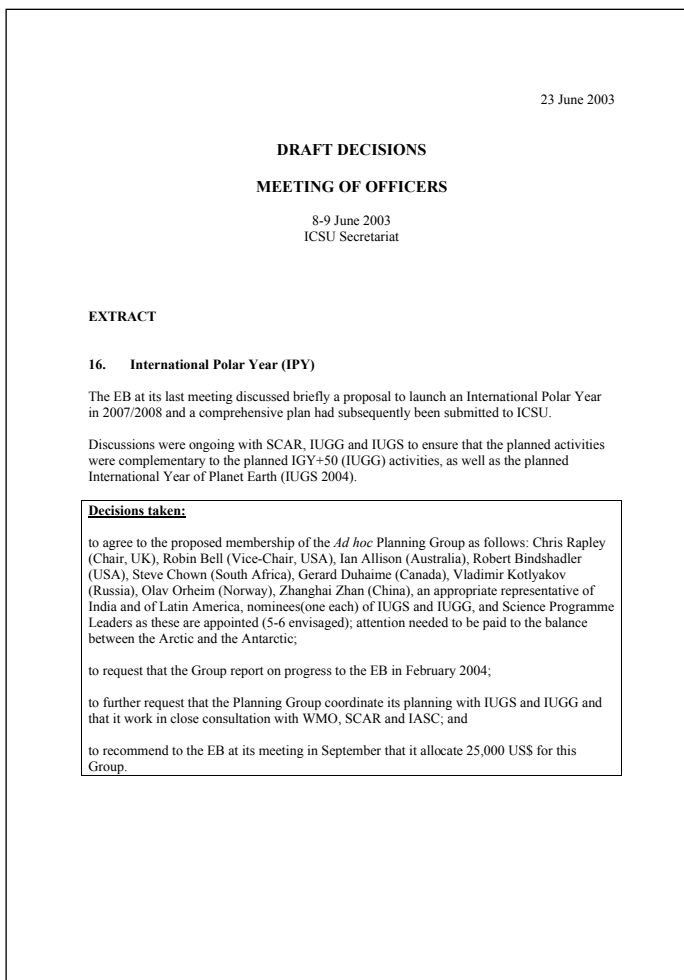 23 June 2003
DRAFT DECISIONS
MEETING OF OFFICERS
8-9 June 2003
ICSU Secretariat
EXTRACT
16. International Polar Year (IPY)
The EB at its last meeting discussed briefly a proposal to launch an International Polar Year
in 2007/2008 and a comprehensive plan had subsequently been submitted to ICSU.
Discussions were ongoing with SCAR, IUGG and IUGS to ensure that the planned activities
were complementary to the planned IGY+50 (IUGG) activities, as well as the planned
International Year of Planet Earth (IUGS 2004).
Decisions taken:
to agree to the proposed membership of the Ad hoc Planning Group as follows: Chris Rapley
(Chair, UK), Robin Bell (Vice-Chair, USA), Ian Allison (Australia), Robert Bindshadler
(USA), Steve Chown (South Africa), Gerard Duhaime (Canada), Vladimir Kotlyakov
(Russia), Olav Orheim (Norway), Zhanghai Zhan (China), an appropriate representative of
India and of Latin America, nominees(one each) of IUGS and IUGG, and Science Programme
Leaders as these are appointed (5-6 envisaged); attention needed to be paid to the balance
between the Arctic and the Antarctic;
to request that the Group report on progress to the EB in February 2004;
to further request that the Planning Group coordinate its planning with IUGS and IUGG and
that it work in close consultation with WMO, SCAR and IASC; and
to recommend to the EB at its meeting in September that it allocate 25,000 US$ for this
Group.